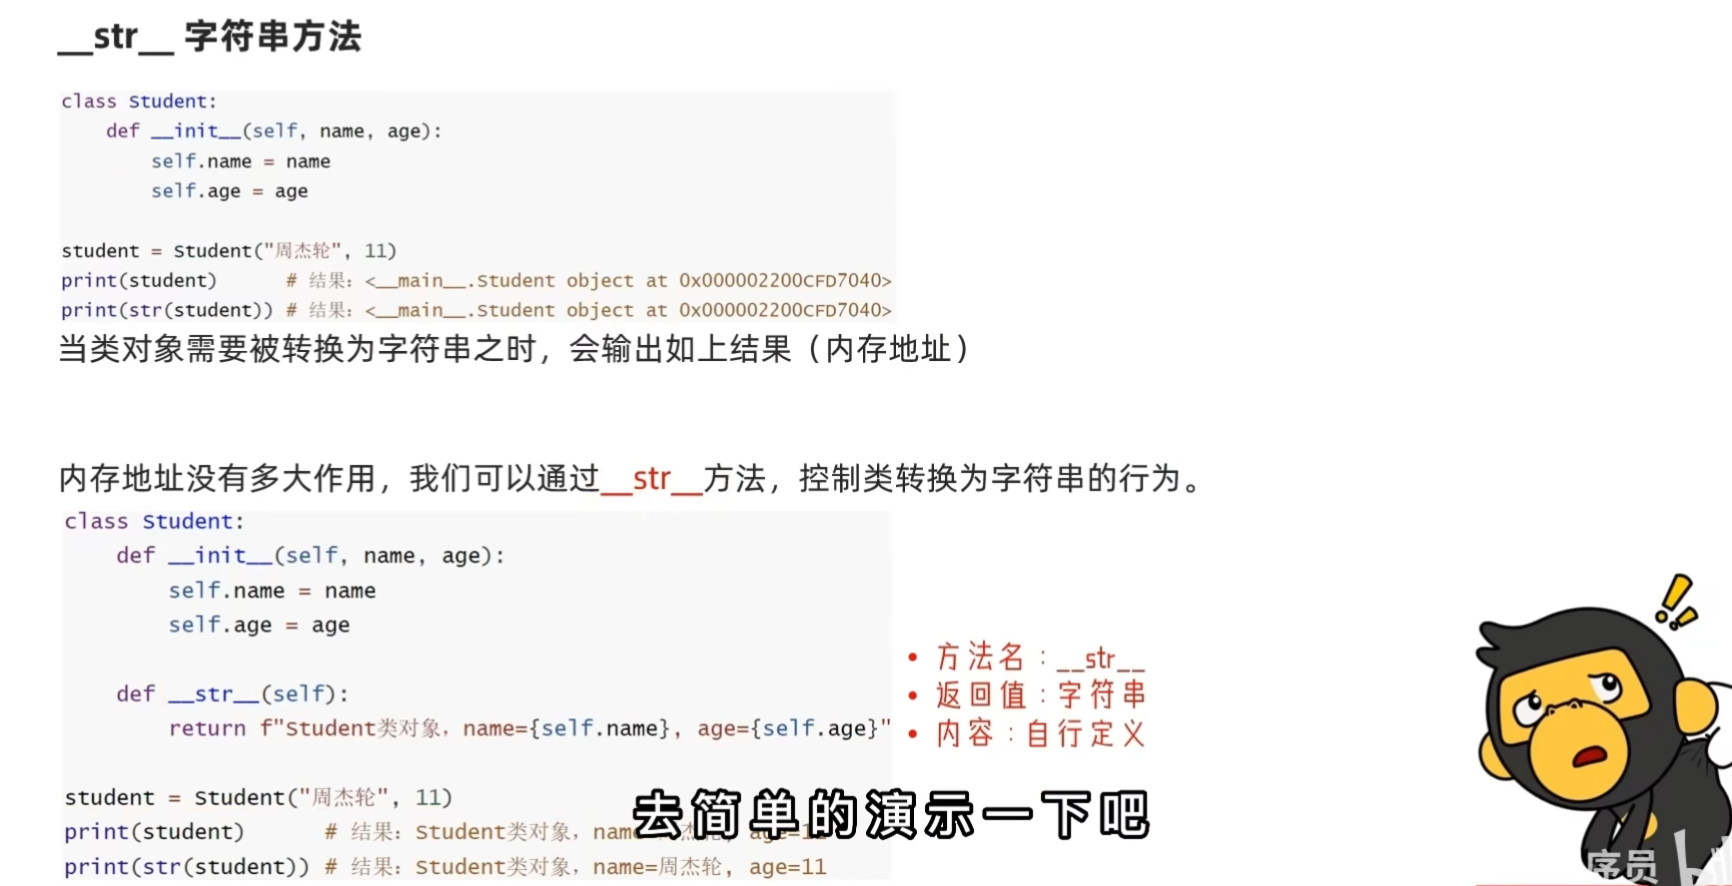 __str__ 字符串方法
class Student:
    def __init__(self, name, age):
        self.name = name
        self.age = age
student = Student("周杰轮", 11)
print(student)      # 结果：<__main__.Student object at 0x000002200CFD7040>
print(str(student)) # 结果：<__main__.Student object at 0x000002200CFD7040>
当类对象需要被转换为字符串之时，会输出如上结果（内存地址）
内存地址没有多大作用，我们可以通过__str__方法，控制类转换为字符串的行为。
class Student:
    def __init__(self, name, age):
        self.name = name
        self.age = age
    def __str__(self):
        return f"Student类对象，name={self.name}, age={self.age}"
• 方法名：__str__
• 返回值：字符串
• 内容：自行定义
student = Student("周杰轮", 11)
print(student)      # 结果：Student类对象，name=周杰轮, age=11
print(str(student)) # 结果：Student类对象，name=周杰轮, age=11
去简单的演示一下吧
序员